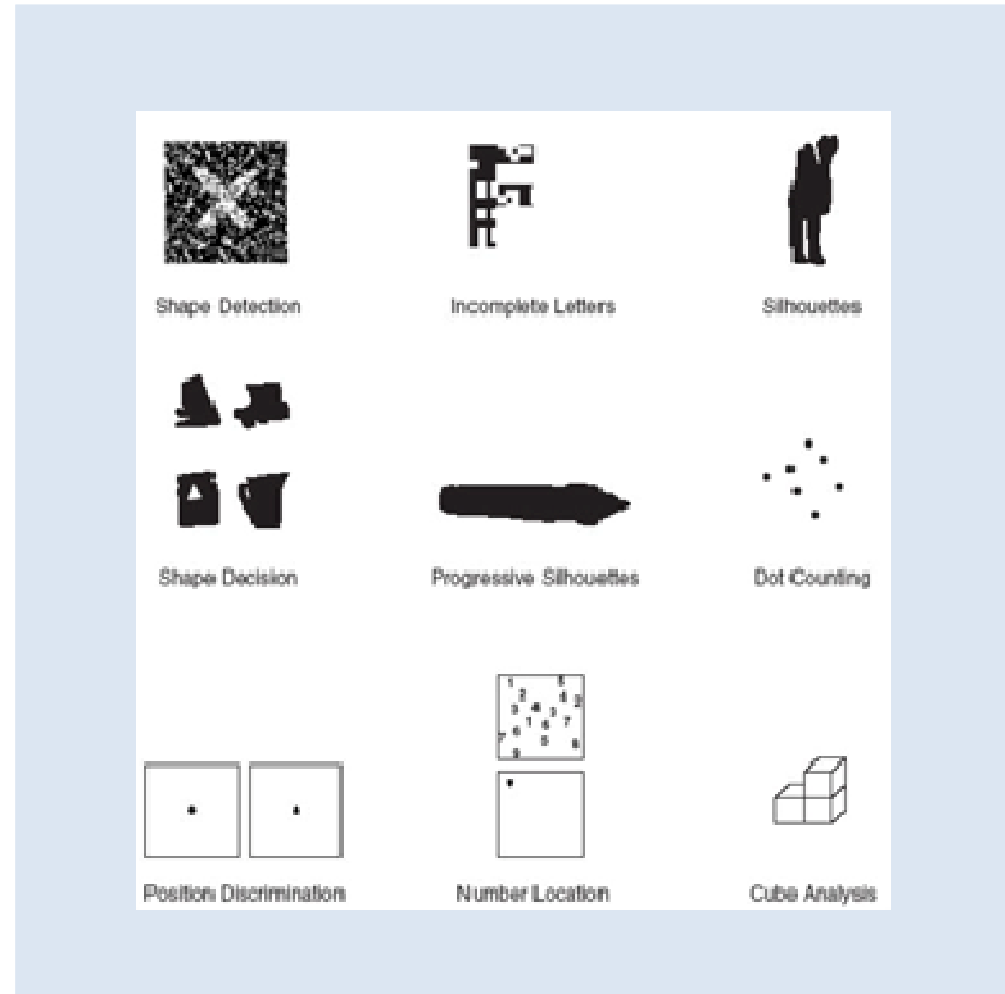 Shape Detection
Incomplete Letters
Silhouettes
Shape Decision
Progressive Silhouettes
Dot Counting
Position Discrimination
Number Location
Cube Analysis